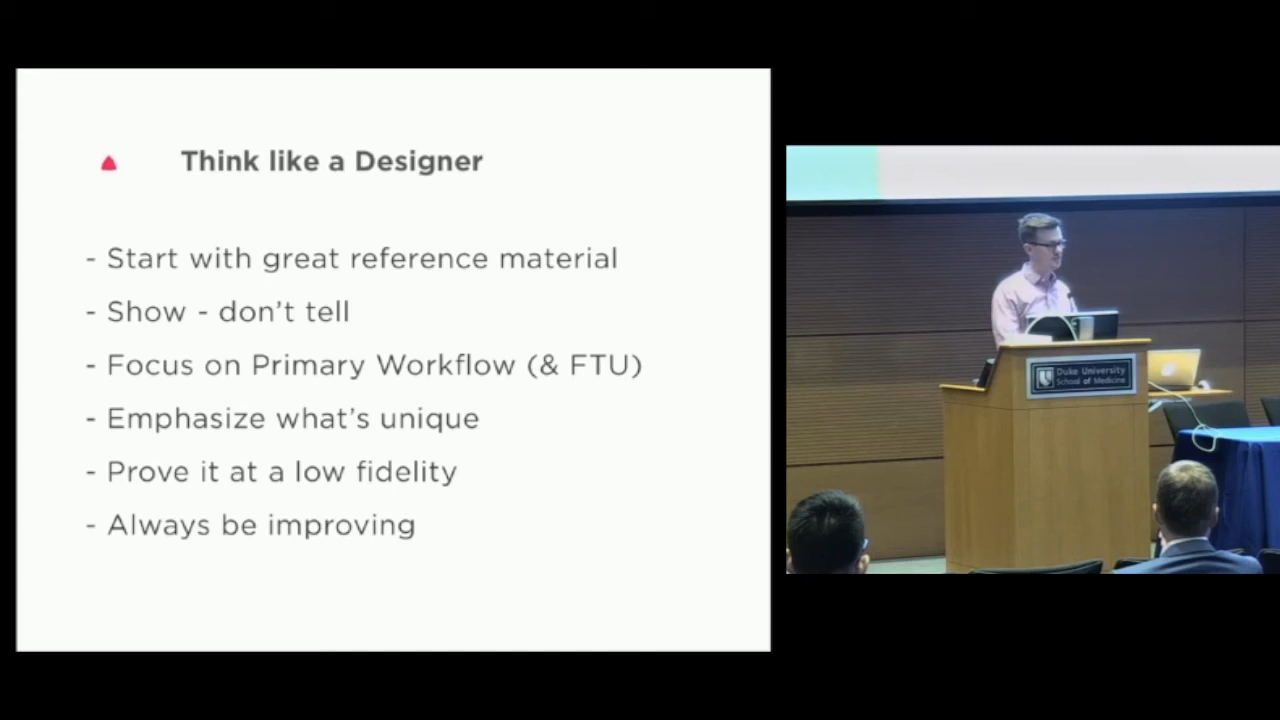 Think like a Designer
- Start with great reference material
- Show - don't tell
- Focus on Primary Workflow (& FTU)
- Emphasize what's unique
- Prove it at a low fidelity
- Always be improving
Duke University
School of Medicine